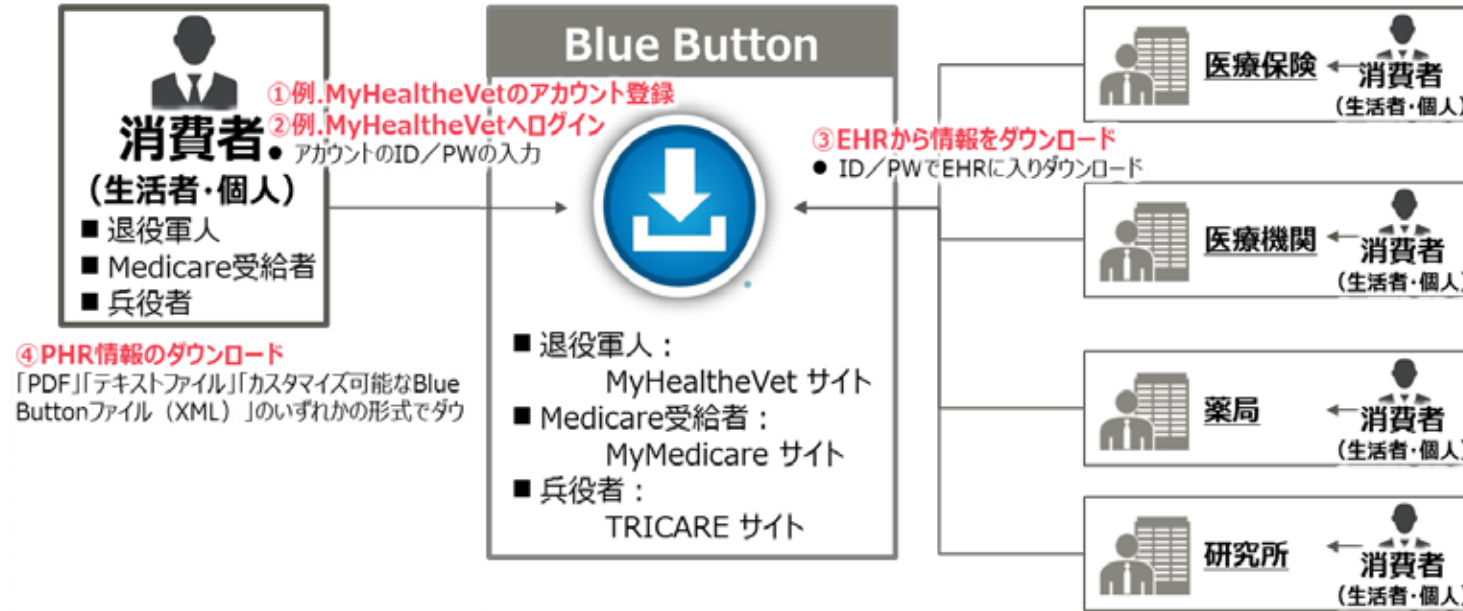 消費者
（生活者･個人）
■ 退役軍人
■ Medicare受給者
■ 兵役者
①例.MyHealtheVetのアカウント登録
②例.MyHealtheVetへログイン
● アカウントのID／PWの入力
④PHR情報のダウンロード
「PDF」「テキストファイル」「カスタマイズ可能なBlue
Buttonファイル（XML）」のいずれかの形式でダウ
Blue Button
■ 退役軍人：
MyHealtheVet サイト
■ Medicare受給者：
MyMedicare サイト
■ 兵役者：
TRICARE サイト
③EHRから情報をダウンロード
● ID／PWでEHRに入りダウンロード
医療保険
消費者
（生活者･個人）
医療機関
消費者
（生活者･個人）
薬局
消費者
（生活者･個人）
研究所
消費者
（生活者･個人）